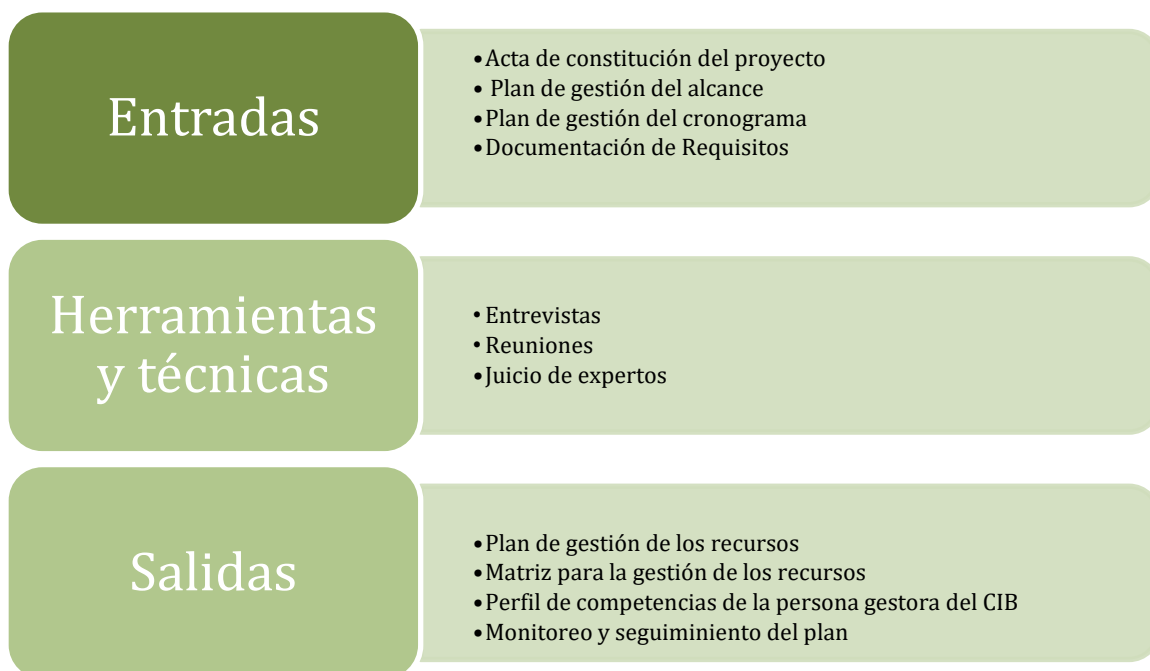 Entradas
•Acta de constitución del proyecto
• Plan de gestión del alcance
•Plan de gestión del cronograma
•Documentación de Requisitos
Herramientas
y técnicas
•Entrevistas
•Reuniones
•Juicio de expertos
Salidas
•Plan de gestión de los recursos
•Matriz para la gestión de los recursos
•Perfil de competencias de la persona gestora del CIB
•Monitoreo y seguiminiento del plan